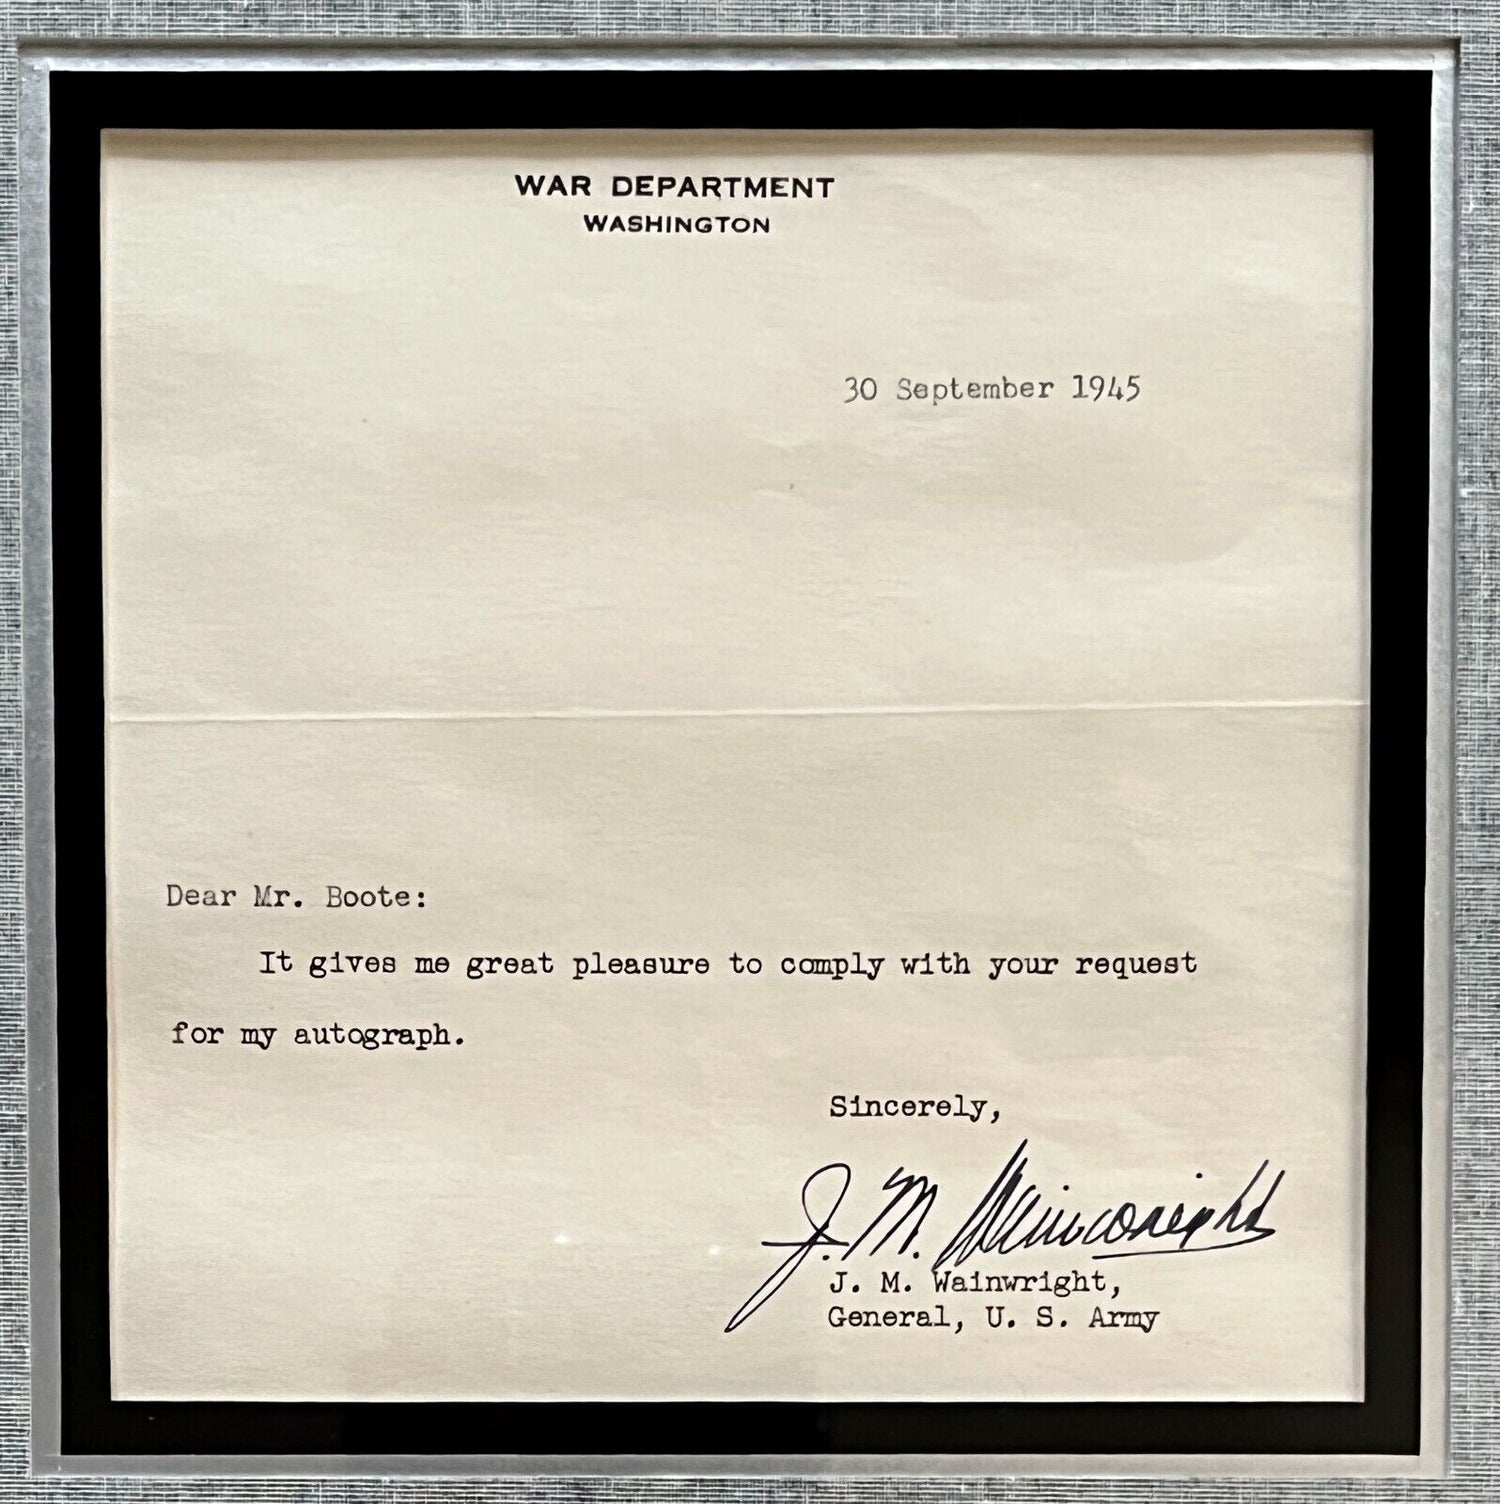 WAR DEPARTMENT
WASHINGTON
30 September 1945
Dear Mr. Boote:
It gives me great pleasure to comply with your request
for my autograph.
Sincerely,
J. M. Wainwright
J. M. Wainwright,
General, U. S. Army